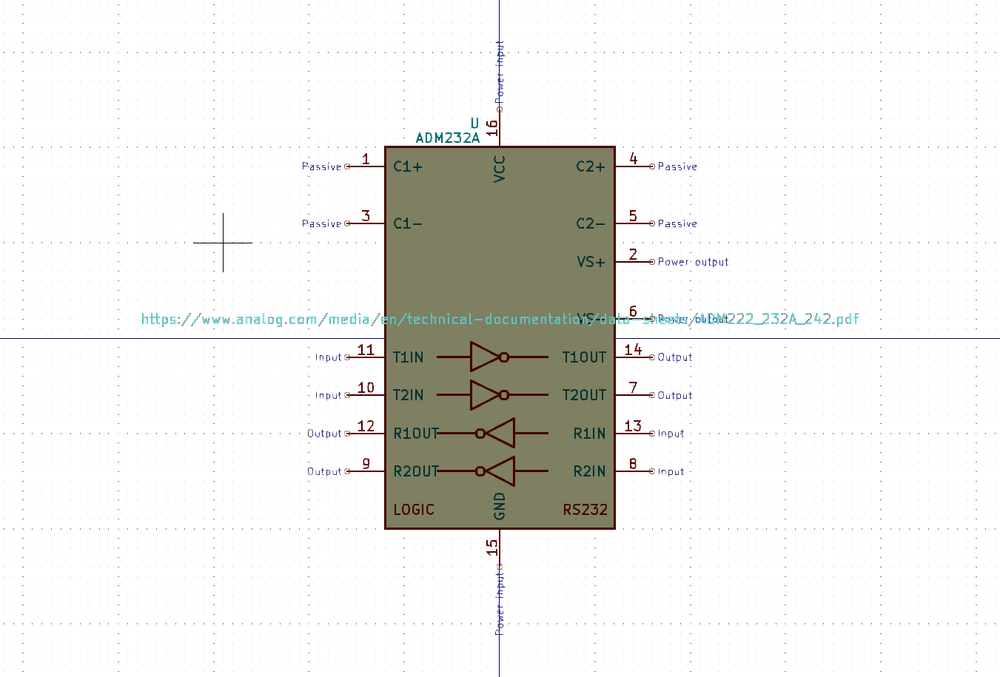 Power input
16
U
ADM232A
VCC
Passive 1 C1+ C2+ 4 Passive
Passive 3 C1− C2− 5 Passive
VS+ 2 Power output
VS− 6 Power output
https://www.analog.com/media/en/technical-documentation/data-sheets/ADM222_232A_242.pdf
Input 11 T1IN T1OUT 14 Output
Input 10 T2IN T2OUT 7 Output
Output 12 R1OUT R1IN 13 Input
Output 9 R2OUT R2IN 8 Input
LOGIC GND RS232
15
Power input